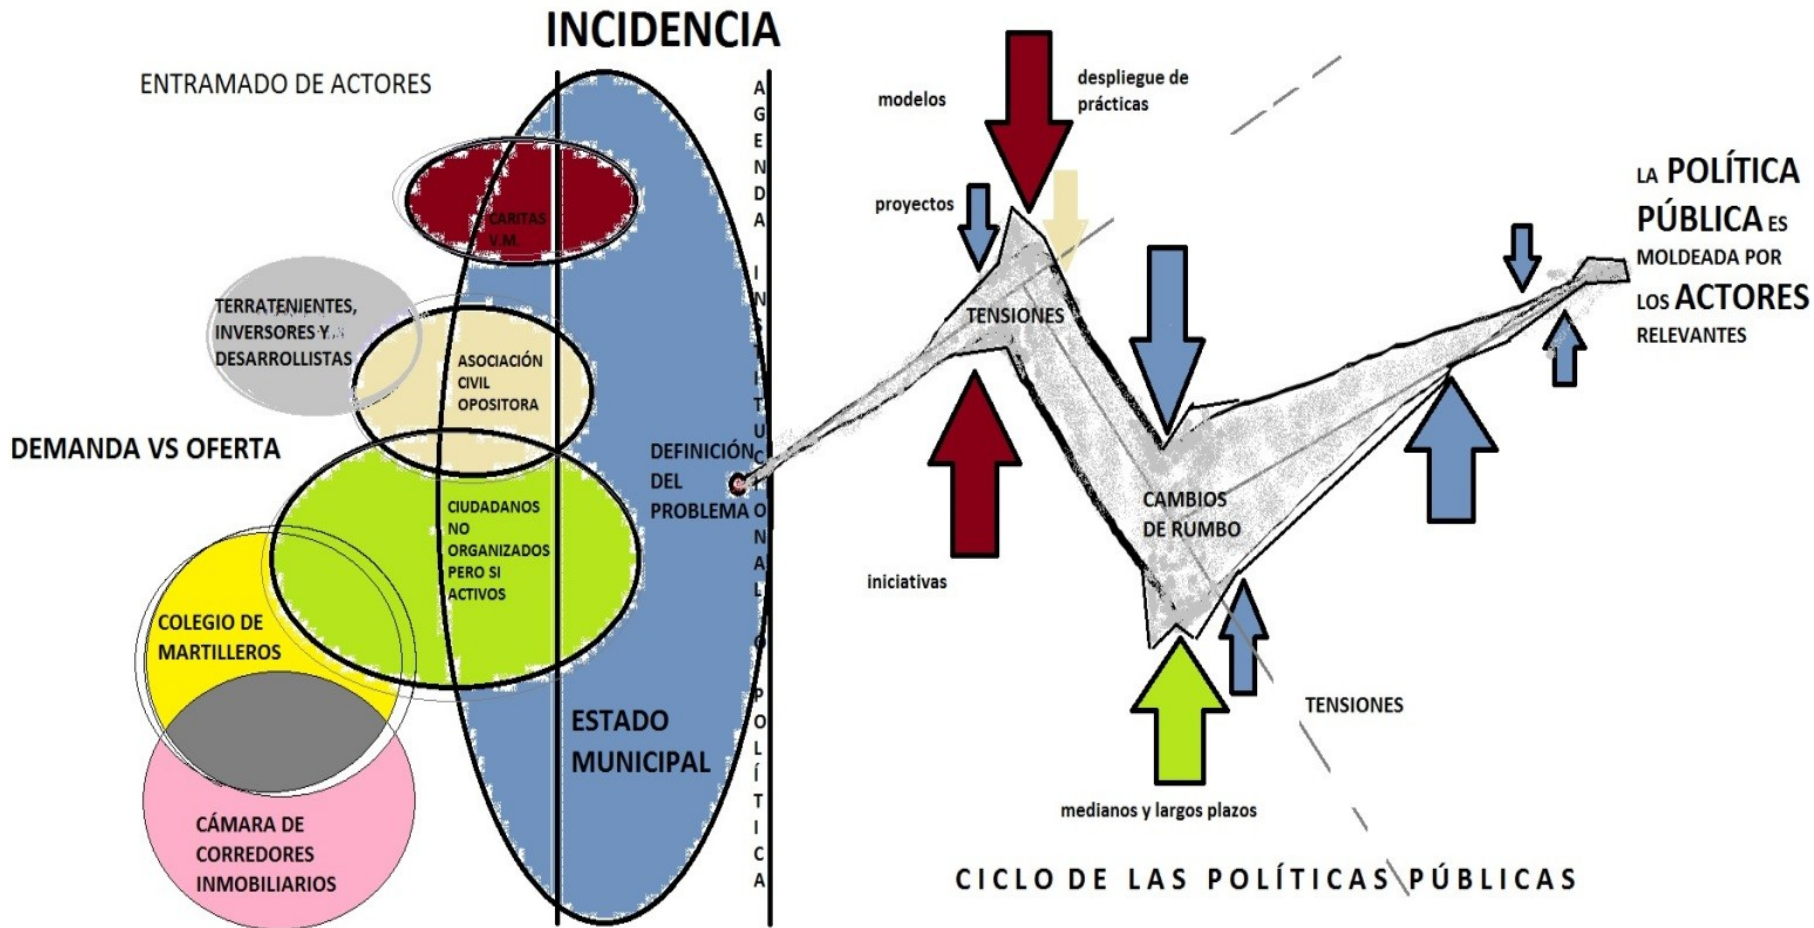 INCIDENCIA
ENTRAMADO DE ACTORES
CARITAS
V.M.
TERRATENIENTES,
INVERSORES Y
DESARROLLISTAS
ASOCIACIÓN
CIVIL
OPOSITORA
DEMANDA VS OFERTA
CIUDADANOS
NO
ORGANIZADOS
PERO SI
ACTIVOS
COLEGIO DE
MARTILLEROS
CÁMARA DE
CORREDORES
INMOBILIARIOS
ESTADO
MUNICIPAL
DEFINICIÓN
DEL
PROBLEMA
AGENDA INSTITUCIONAL O POLÍTICA
modelos
despliegue de
prácticas
proyectos
TENSIONES
iniciativas
CAMBIOS
DE RUMBO
TENSIONES
medianos y largos plazos
LA POLÍTICA
PÚBLICA ES
MOLDEADA POR
LOS ACTORES
RELEVANTES
CICLO DE LAS POLÍTICAS PÚBLICAS